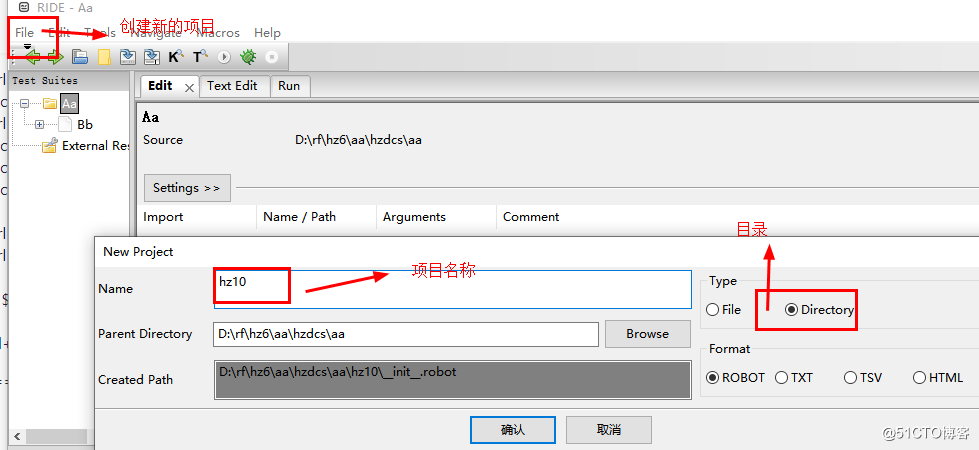 RIDE - Aa
创建新的项目
File Edit Tools Navigate Macros Help
Test Suites
Aa
Bb
External Res
Edit Text Edit Run
Aa
Source D:\rf\hz6\aa\hzdcs\aa
Settings >>
Import Name / Path Arguments Comment
目录
New Project
项目名称
Name hz10
Type
File Directory
Parent Directory D:\rf\hz6\aa\hzdcs\aa Browse
Format
Created Path D:\rf\hz6\aa\hzdcs\aa\hz10\__init__.robot
ROBOT TXT TSV HTML
确认 取消
@51CTO博客